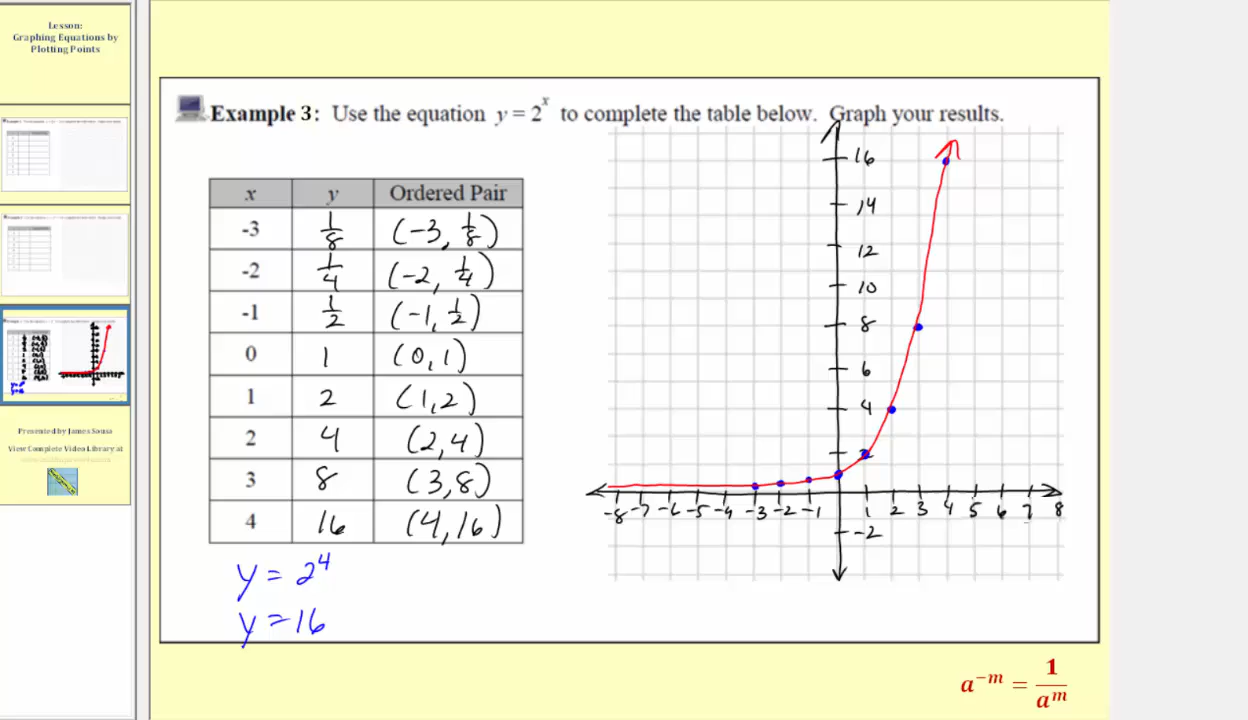 Lesson:
Graphing Equations by
Plotting Points
Presented by James Sousa
View Complete Video Library at
Example 3: Use the equation y = 2^x to complete the table below. Graph your results.
x y Ordered Pair
-3 1/8 (-3, 1/8)
-2 1/4 (-2, 1/4)
-1 1/2 (-1, 1/2)
0 1 (0, 1)
1 2 (1, 2)
2 4 (2, 4)
3 8 (3, 8)
4 16 (4, 16)
y = 2^4
y = 16
16
14
12
10
8
6
4
2
-8 -7 -6 -5 -4 -3 -2 -1 1 2 3 4 5 6 7 8
-2
a^-m = 1/a^m